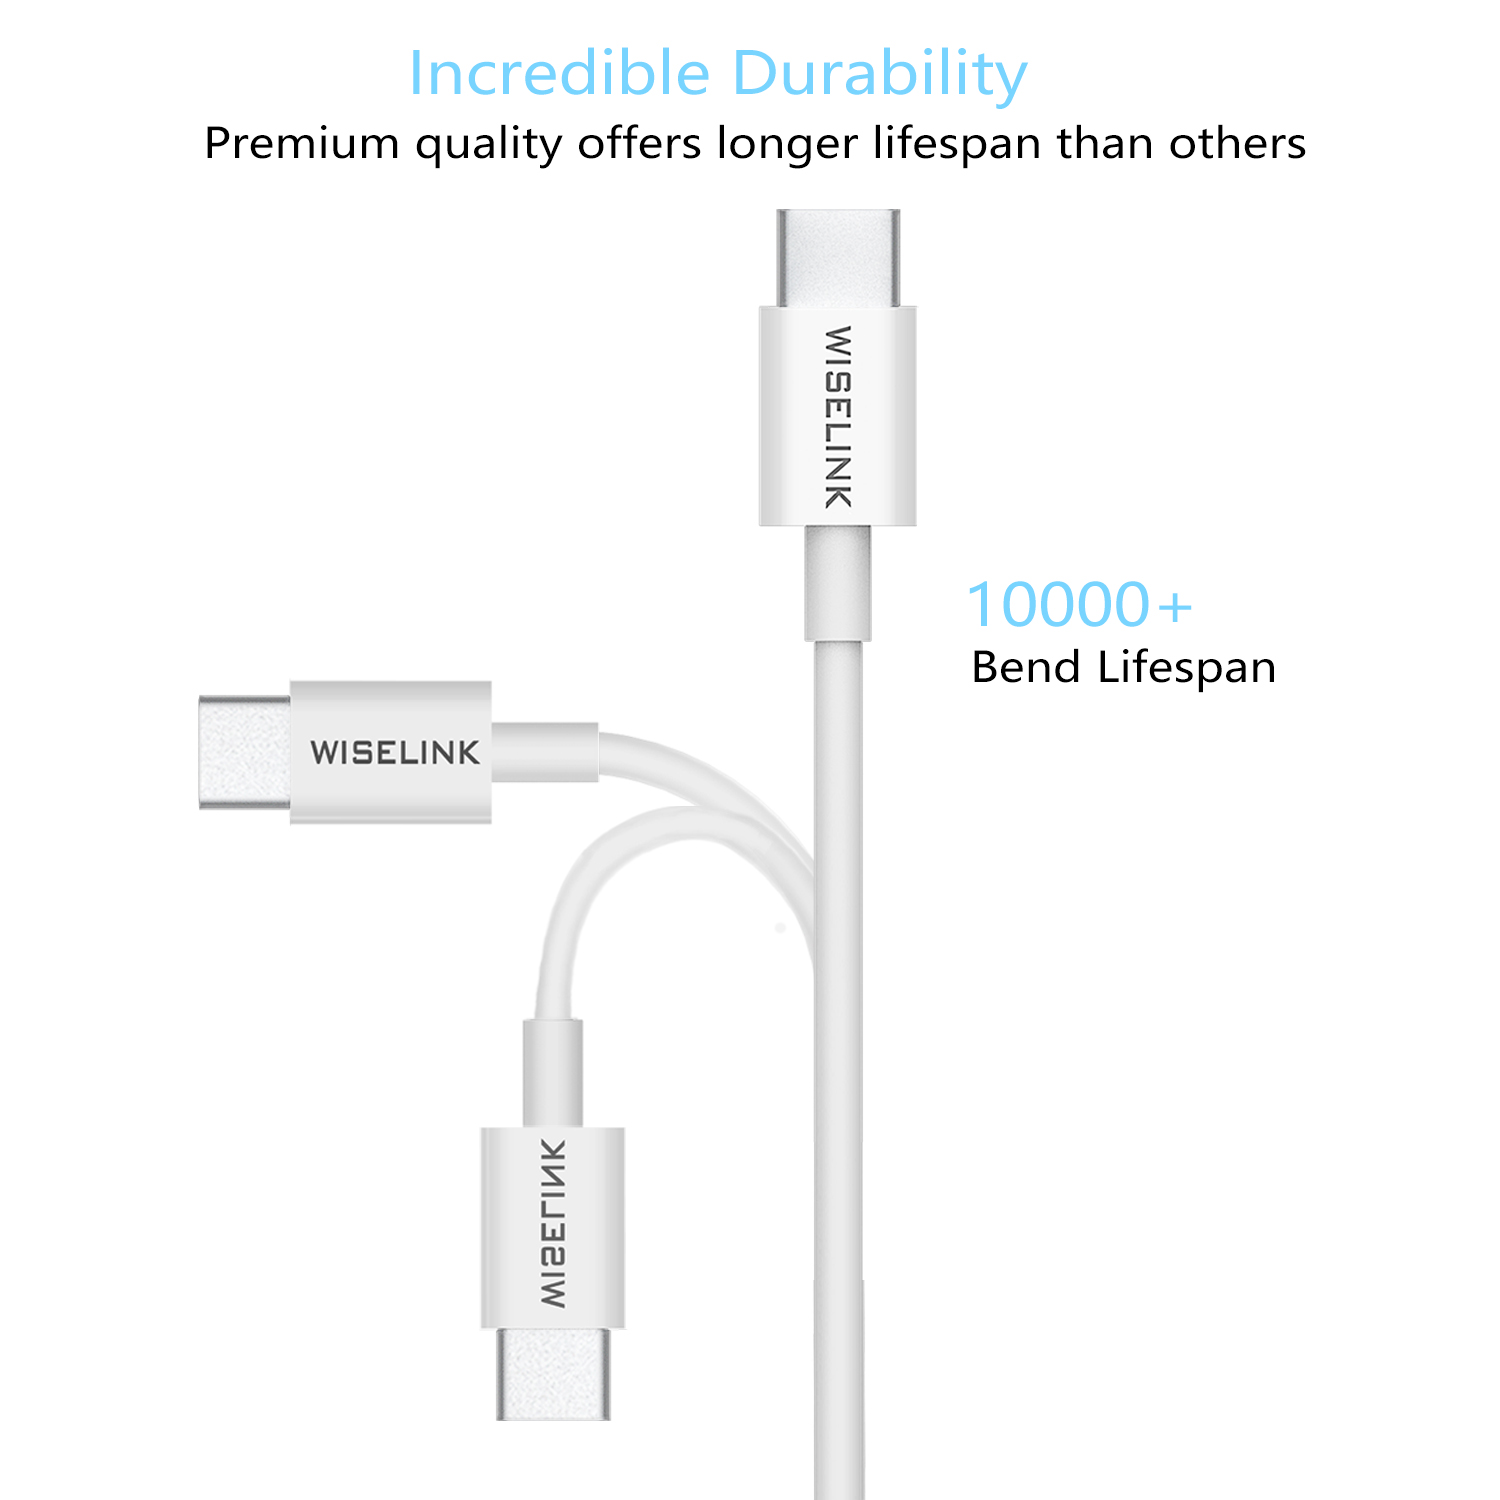 Incredible Durability
Premium quality offers longer lifespan than others
WISELINK
10000+
Bend Lifespan
WISELINK
WISELINK